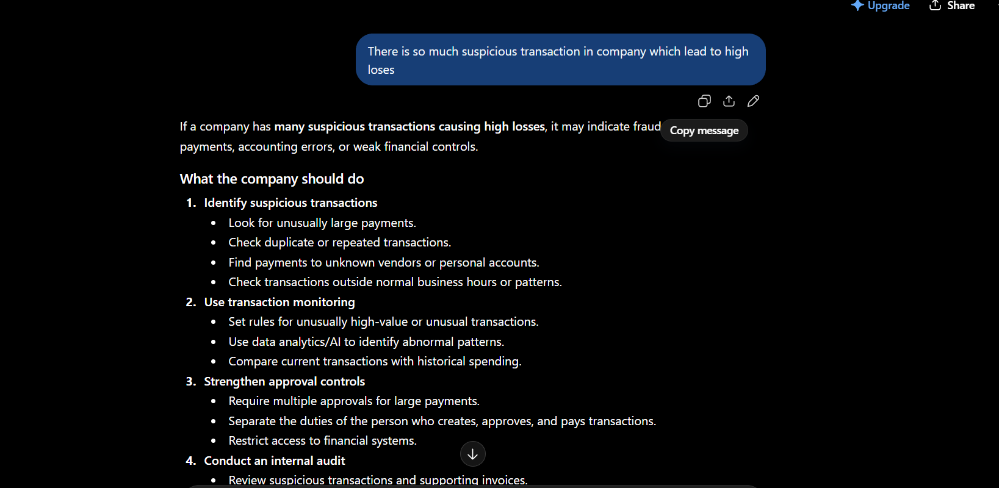 Upgrade
Share
There is so much suspicious transaction in company which lead to high
loses
If a company has many suspicious transactions causing high losses, it may indicate fraud
Copy message
payments, accounting errors, or weak financial controls.
What the company should do
1. Identify suspicious transactions
• Look for unusually large payments.
• Check duplicate or repeated transactions.
• Find payments to unknown vendors or personal accounts.
• Check transactions outside normal business hours or patterns.
2. Use transaction monitoring
• Set rules for unusually high-value or unusual transactions.
• Use data analytics/AI to identify abnormal patterns.
• Compare current transactions with historical spending.
3. Strengthen approval controls
• Require multiple approvals for large payments.
• Separate the duties of the person who creates, approves, and pays transactions.
• Restrict access to financial systems.
4. Conduct an internal audit
• Review suspicious transactions and supporting invoices.